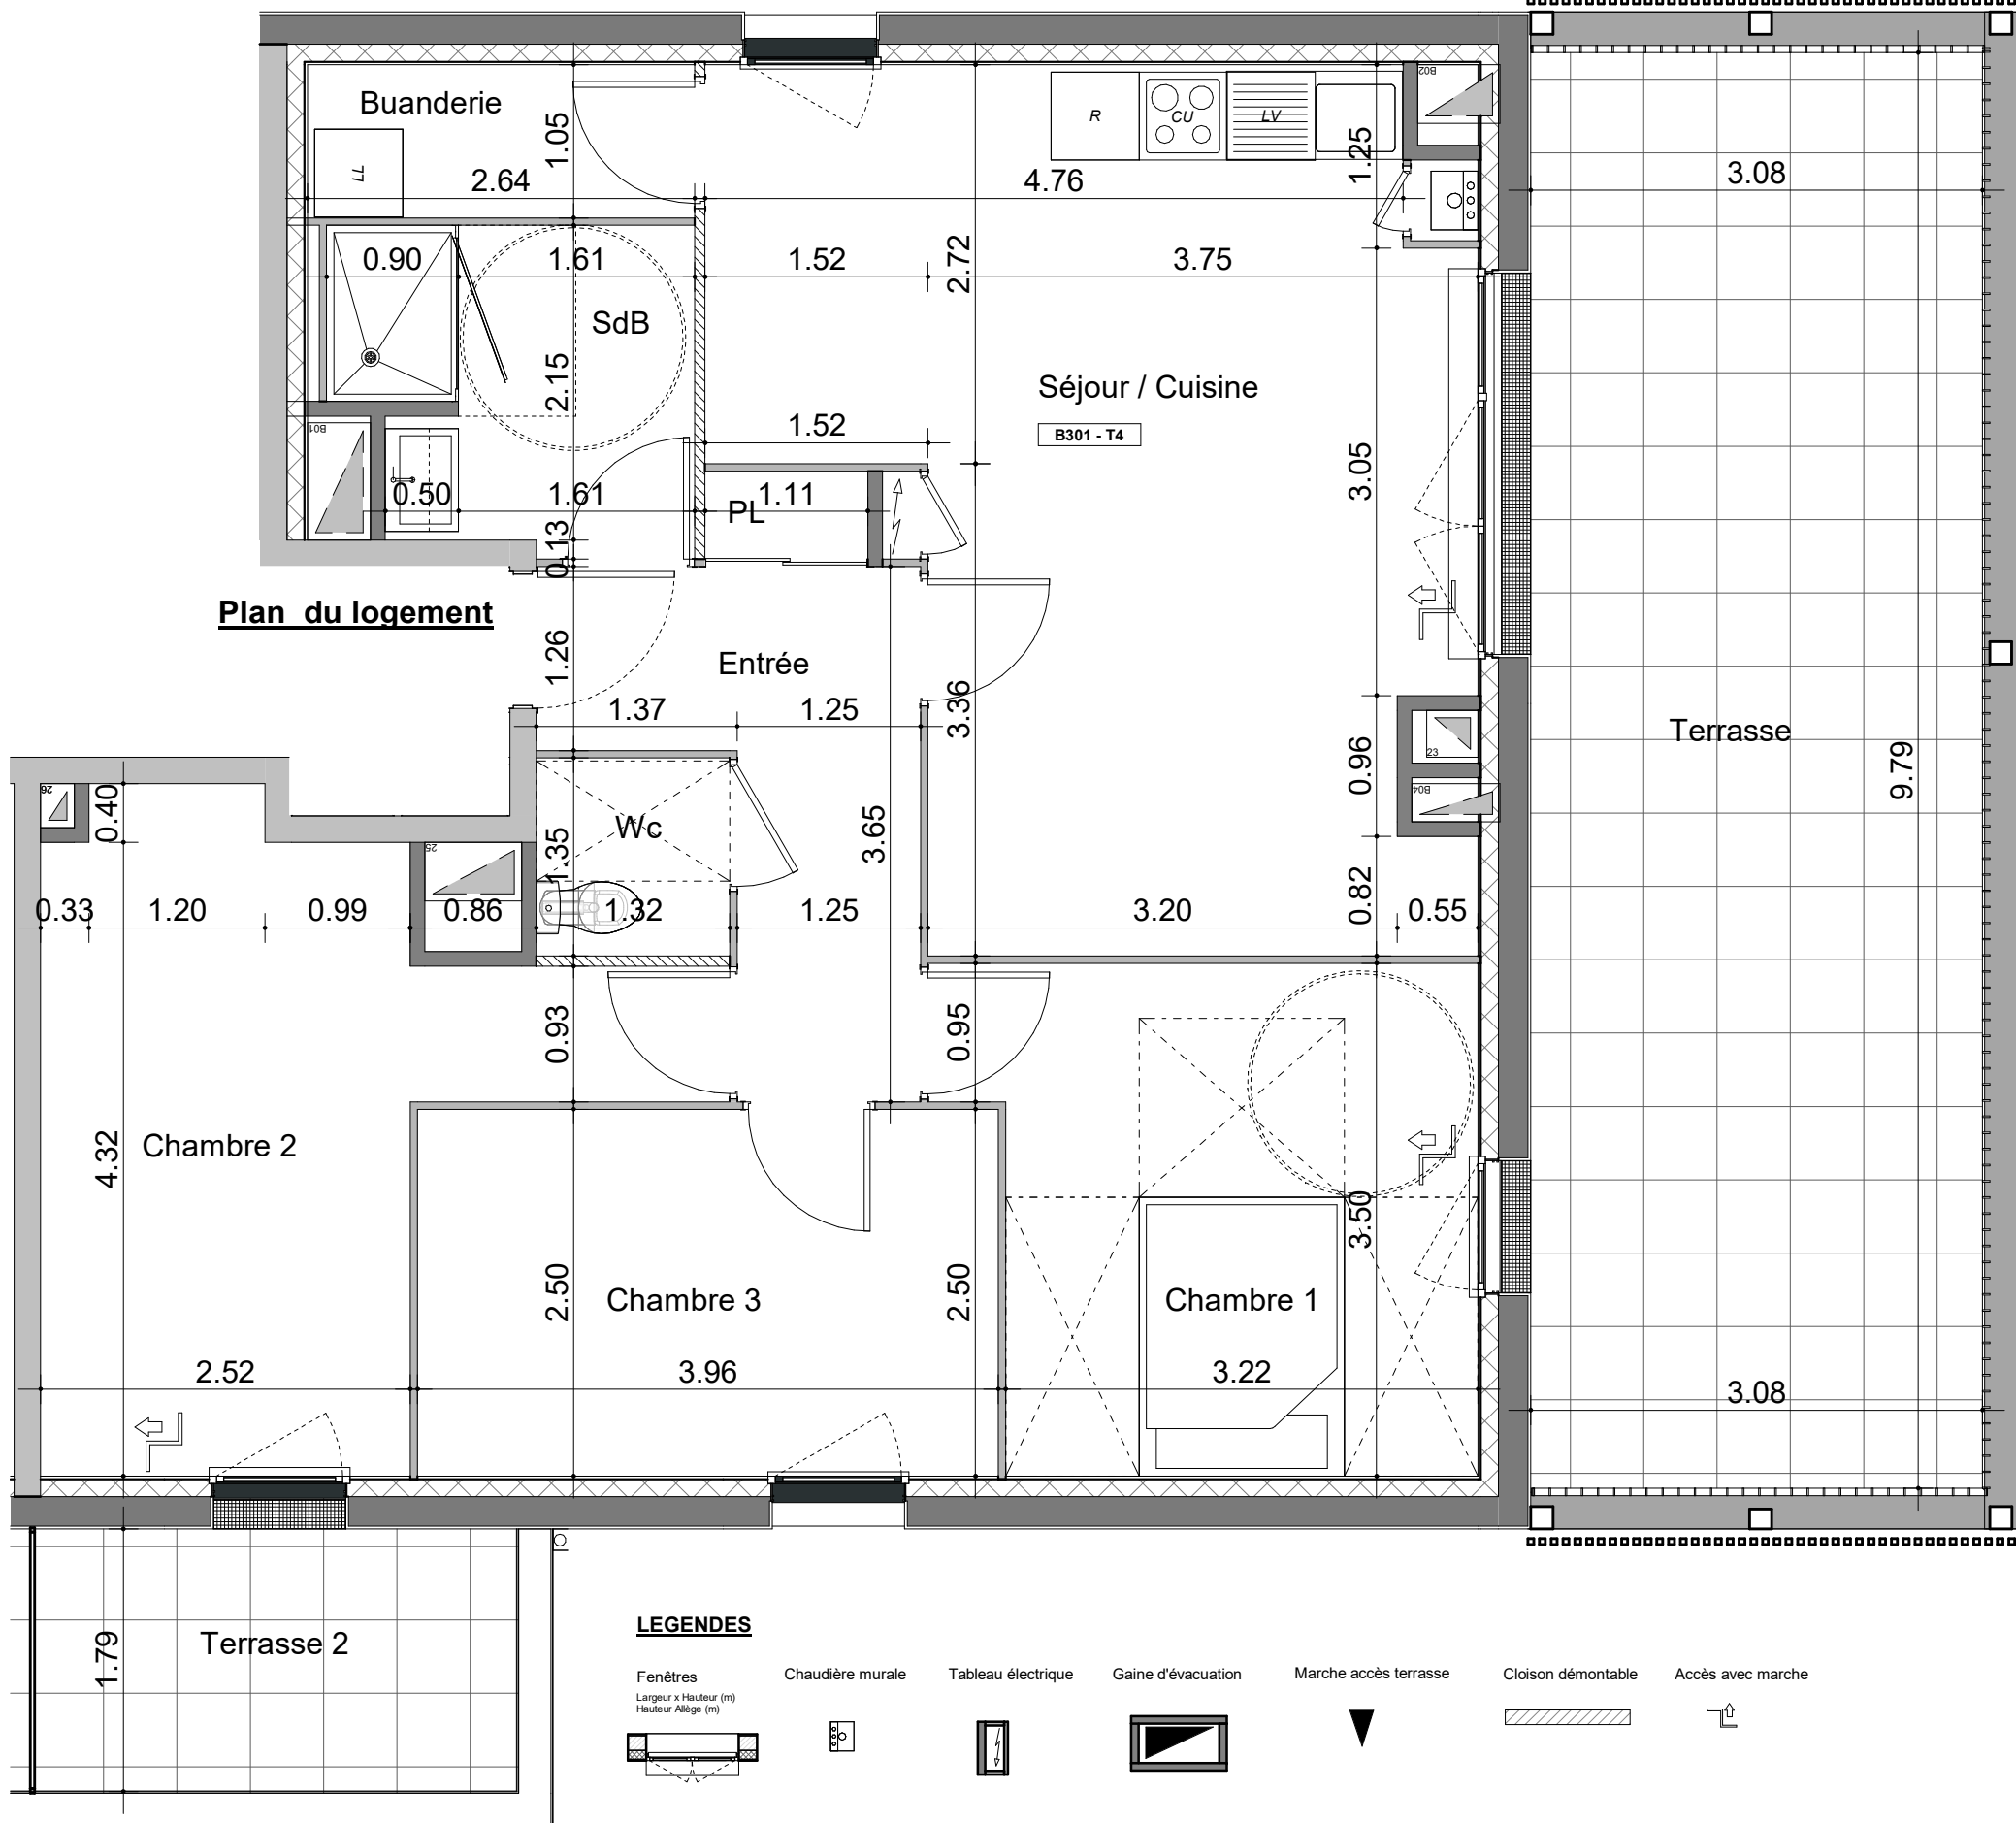 Buanderie
LL
1.05
2.64
R
CU
LV
B02
1.25
4.76
3.08
0.90
1.61
1.52
2.72
3.75
SdB
2.15
Séjour / Cuisine
B301 - T4
1.52
3.05
B01
0.50
1.61
PL
1.11
0.13
Plan du logement
1.26
Entrée
1.37
1.25
3.36
23
0.96
B04
Terrasse
9.79
26
0.40
25
Wc
1.35
3.65
0.33
1.20
0.99
0.86
1.32
1.25
3.20
0.82
0.55
0.93
0.95
Chambre 2
4.32
2.50
Chambre 3
2.50
Chambre 1
3.50
2.52
3.96
3.22
3.08
Terrasse 2
1.79
LEGENDES
Fenêtres
Largeur x Hauteur (m)
Hauteur Allège (m)
Chaudière murale
Tableau électrique
Gaine d'évacuation
Marche accès terrasse
Cloison démontable
Accès avec marche